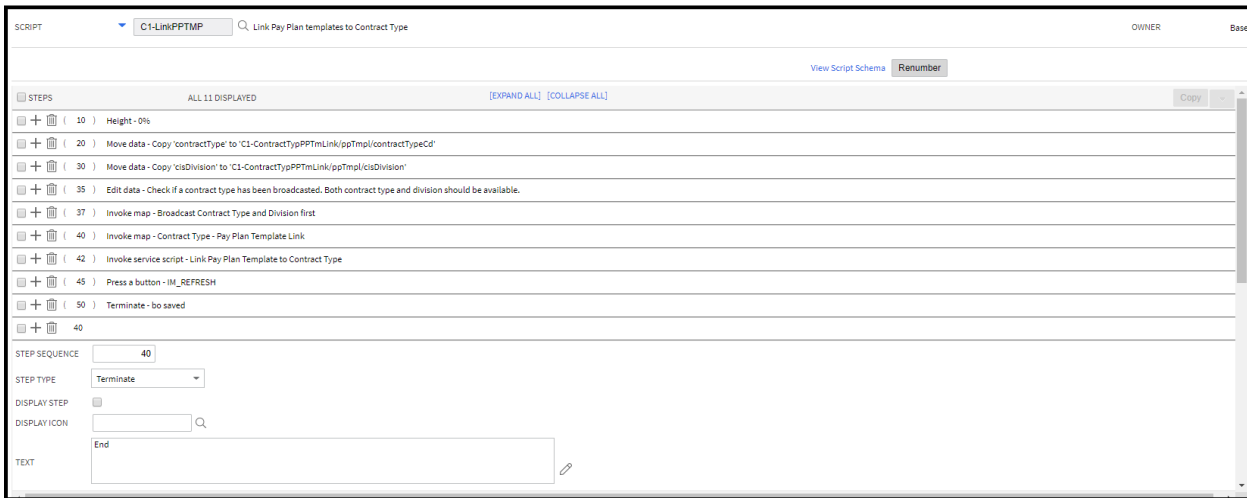 SCRIPT C1-LinkPPTMP Link Pay Plan templates to Contract Type OWNER Base
View Script Schema Renumber
STEPS ALL 11 DISPLAYED [EXPAND ALL] [COLLAPSE ALL] Copy -
( 10 ) Height - 0%
( 20 ) Move data - Copy 'contractType' to 'C1-ContractTypPPTmLink/ppTmpl/contractTypeCd'
( 30 ) Move data - Copy 'cisDivision' to 'C1-ContractTypPPTmLink/ppTmpl/cisDivision'
( 35 ) Edit data - Check if a contract type has been broadcasted. Both contract type and division should be available.
( 37 ) Invoke map - Broadcast Contract Type and Division first
( 40 ) Invoke map - Contract Type - Pay Plan Template Link
( 42 ) Invoke service script - Link Pay Plan Template to Contract Type
( 45 ) Press a button - IM_REFRESH
( 50 ) Terminate - bo saved
40
STEP SEQUENCE 40
STEP TYPE Terminate
DISPLAY STEP
DISPLAY ICON
TEXT End